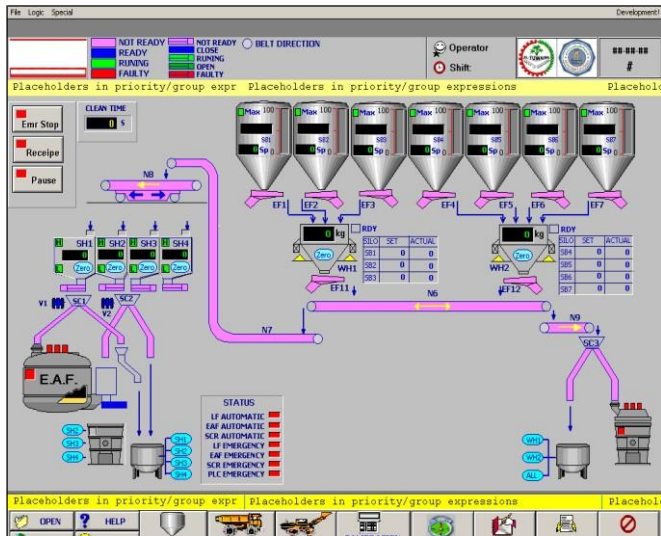 File Logic Special
Development!
NOT READY
READY
RUNING
FAULTY
NOT READY
CLOSE
RUNING
OPEN
FAULTY
BELT DIRECTION
Operator
Shift:
##-##-##
#
Placeholders in priority/group expr
Placeholders in priority/group expressions
Placehol
Emr Stop
Receipe
Pause
CLEAN TIME
0 S
Max 100
SB1
0 Sp 0
Max 100
SB2
0 Sp 0
Max 100
SB3
0 Sp 0
Max 100
SB4
0 Sp 0
Max 100
SB5
0 Sp 0
Max 100
SB6
0 Sp 0
Max 100
SB7
0 Sp 0
EF1 EF2 EF3 EF4 EF5 EF6 EF7
N8
H SH1 SH2 SH3 SH4
L
Zero Zero Zero Zero
0 kg
Zero
WH1
EF11
RDY
SILO SET ACTUAL
SB1 0 0
SB2 0 0
SB3 0 0
0 kg
Zero
WH2
EF12
RDY
SILO SET ACTUAL
SB4 0 0
SB5 0 0
SB6 0 0
SB7 0 0
V1 SC1 V2 SC2
N6
N7
N9
SC3
E.A.F.
SH2
SH3
SH4
SH1
SH2
SH3
SH4
STATUS
LF AUTOMATIC
EAF AUTOMATIC
SCR AUTOMATIC
LF EMERGENCY
EAF EMERGENCY
SCR EMERGENCY
PLC EMERGENCY
WH1
WH2
ALL
Placeholders in priority/group expr
Placeholders in priority/group expressions
Placehol
OPEN
HELP